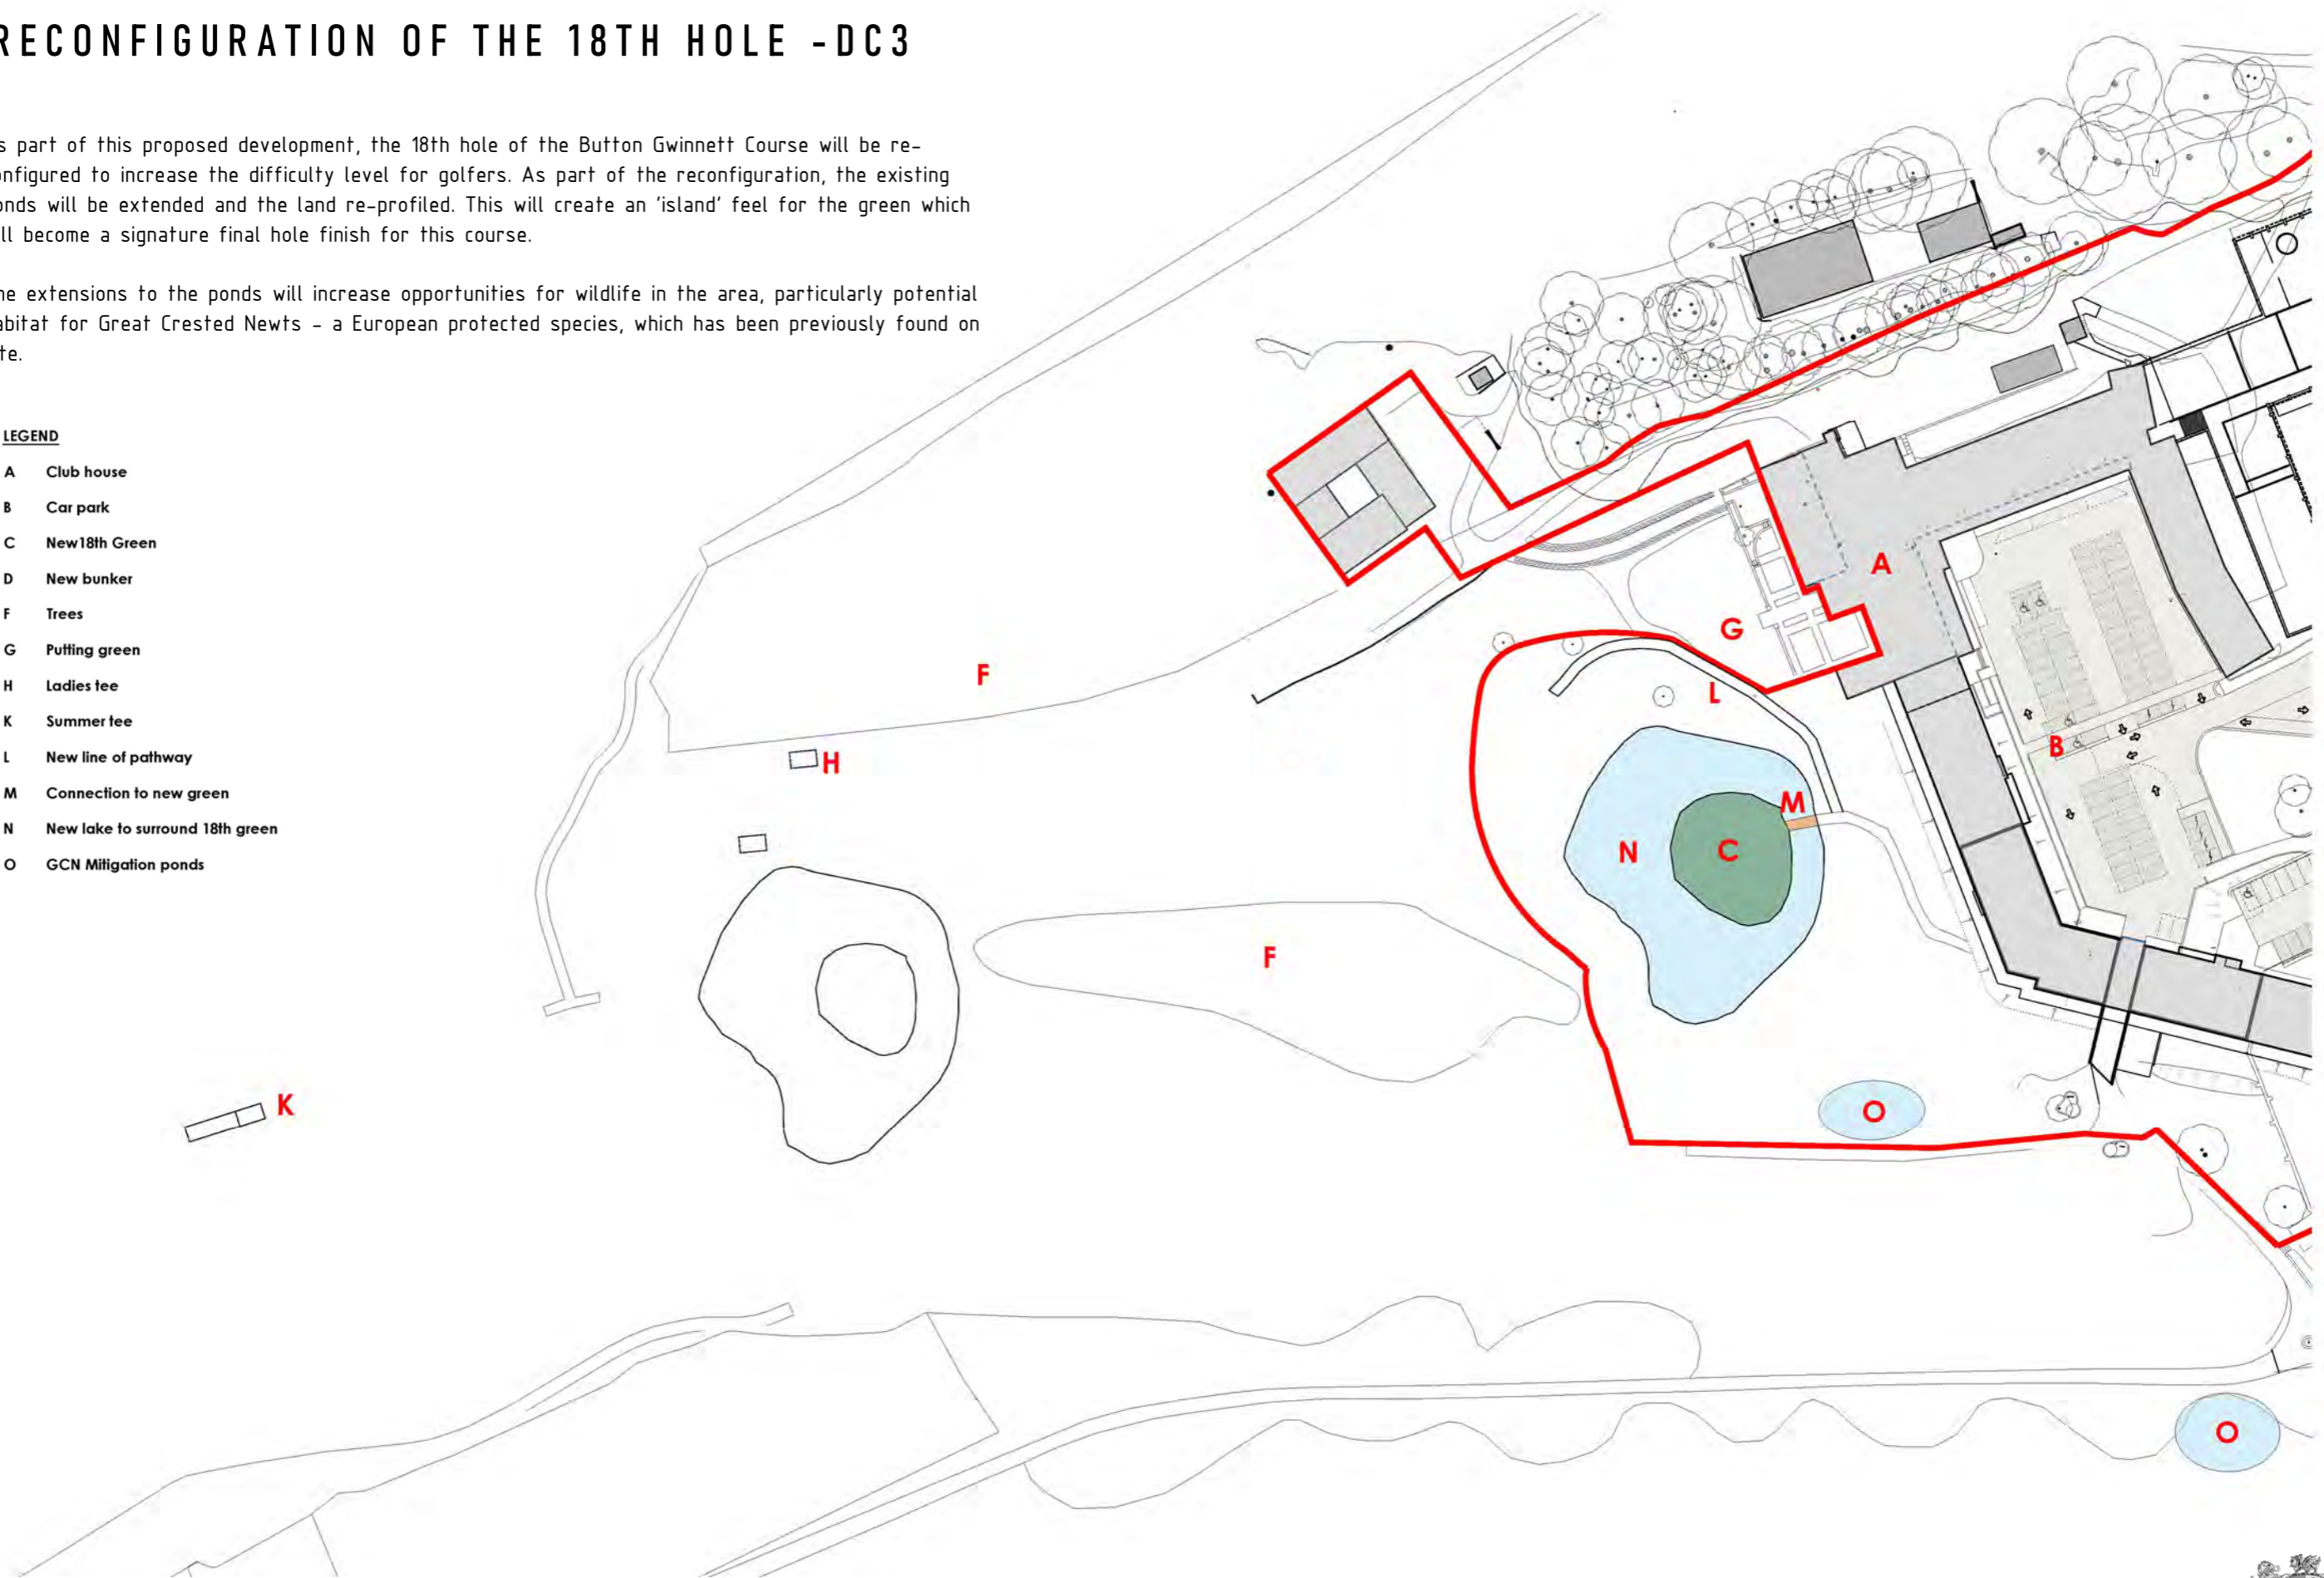 RECONFIGURATION OF THE 18TH HOLE -DC3
s part of this proposed development, the 18th hole of the Button Gwinnett Course will be re-
onfigured to increase the difficulty level for golfers. As part of the reconfiguration, the existing
onds will be extended and the land re-profiled. This will create an 'island' feel for the green which
ll become a signature final hole finish for this course.
he extensions to the ponds will increase opportunities for wildlife in the area, particularly potential
abitat for Great Crested Newts - a European protected species, which has been previously found on
te.
LEGEND
A Club house
B Car park
C New18th Green
D New bunker
F Trees
G Putting green
H Ladies tee
K Summer tee
L New line of pathway
M Connection to new green
N New lake to surround 18th green
O GCN Mitigation ponds
A
G
F
L
B
H
M
N
C
F
K
O
O